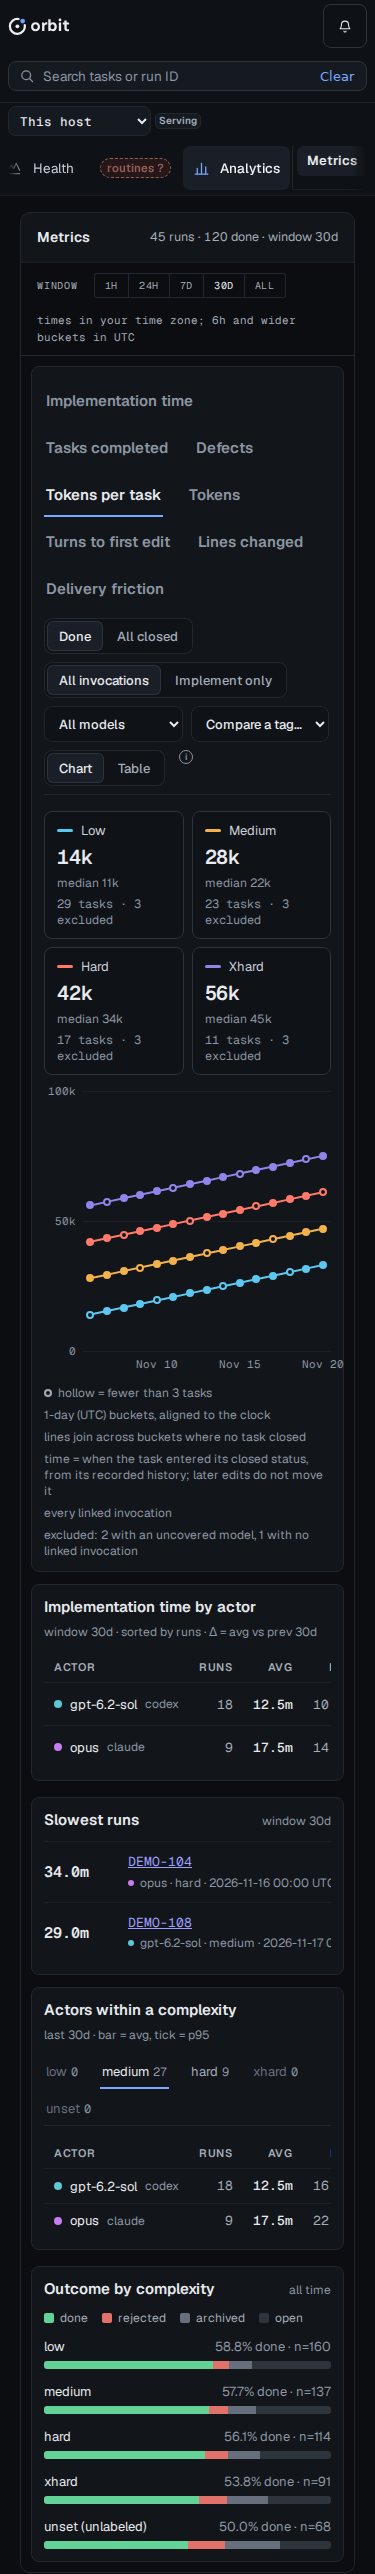 orbit
Search tasks or run ID Clear
This host Serving
Health routines ? Analytics Metrics
Metrics 45 runs · 120 done · window 30d
WINDOW 1H 24H 7D 30D ALL
times in your time zone; 6h and wider
buckets in UTC
Implementation time
Tasks completed Defects
Tokens per task Tokens
Turns to first edit Lines changed
Delivery friction
Done All closed
All invocations Implement only
All models Compare a tag...
Chart Table
Low Medium
14k 28k
median 11k median 22k
29 tasks · 3 23 tasks · 3
excluded excluded
Hard Xhard
42k 56k
median 34k median 45k
17 tasks · 3 11 tasks · 3
excluded excluded
100k
50k
0
Nov 10 Nov 15 Nov 20
hollow = fewer than 3 tasks
1-day (UTC) buckets, aligned to the clock
lines join across buckets where no task closed
time = when the task entered its closed status,
from its recorded history; later edits do not move
it
every linked invocation
excluded: 2 with an uncovered model, 1 with no
linked invocation
Implementation time by actor
window 30d · sorted by runs · Δ = avg vs prev 30d
ACTOR RUNS AVG
gpt-6.2-sol codex 18 12.5m 10
opus claude 9 17.5m 14
Slowest runs window 30d
34.0m DEMO-104
opus · hard · 2026-11-16 00:00 UTC
29.0m DEMO-108
gpt-6.2-sol · medium · 2026-11-17
Actors within a complexity
last 30d · bar = avg, tick = p95
low 0 medium 27 hard 9 xhard 0
unset 0
ACTOR RUNS AVG
gpt-6.2-sol codex 18 12.5m 16
opus claude 9 17.5m 22
Outcome by complexity all time
done rejected archived open
low 58.8% done · n=160
medium 57.7% done · n=137
hard 56.1% done · n=114
xhard 53.8% done · n=91
unset (unlabeled) 50.0% done · n=68